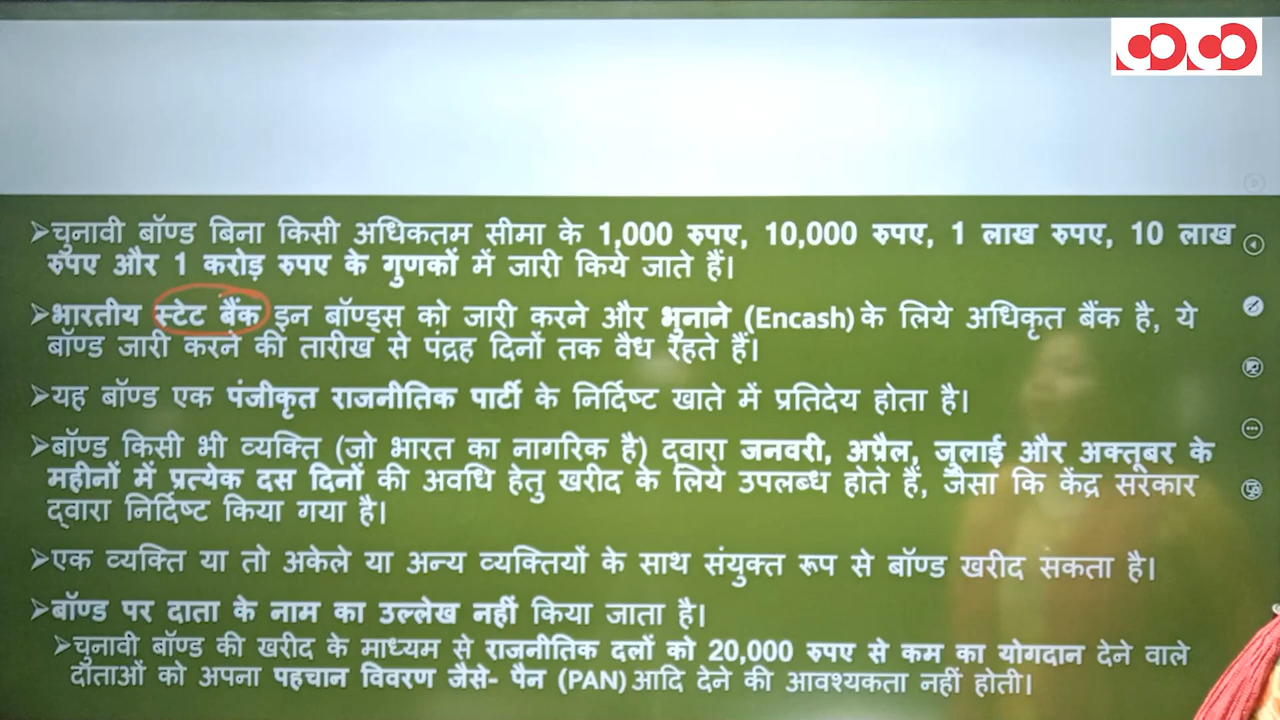 ➢चुनावी बॉण्ड बिना किसी अधिकतम सीमा के 1,000 रुपए, 10,000 रुपए, 1 लाख रुपए, 10 लाख
रुपए और 1 करोड़ रुपए के गुणकों में जारी किये जाते हैं।
➢भारतीय स्टेट बैंक इन बॉण्ड्स को जारी करने और भुनाने (Encash) के लिये अधिकृत बैंक है, ये
बॉण्ड जारी करने की तारीख से पंद्रह दिनों तक वैध रहते हैं।
➢यह बॉण्ड एक पंजीकृत राजनीतिक पार्टी के निर्दिष्ट खाते में प्रतिदेय होता है।
➢बॉण्ड किसी भी व्यक्ति (जो भारत का नागरिक है) द्वारा जनवरी, अप्रैल, जुलाई और अक्तूबर के
महीनों में प्रत्येक दस दिनों की अवधि हेतु खरीद के लिये उपलब्ध होते हैं, जैसा कि केंद्र सरकार
द्वारा निर्दिष्ट किया गया है।
➢एक व्यक्ति या तो अकेले या अन्य व्यक्तियों के साथ संयुक्त रूप से बॉण्ड खरीद सकता है।
➢बॉण्ड पर दाता के नाम का उल्लेख नहीं किया जाता है।
➢चुनावी बॉण्ड की खरीद के माध्यम से राजनीतिक दलों को 20,000 रुपए से कम का योगदान देने वाले
दाताओं को अपना पहचान विवरण जैसे- पैन (PAN) आदि देने की आवश्यकता नहीं होती।